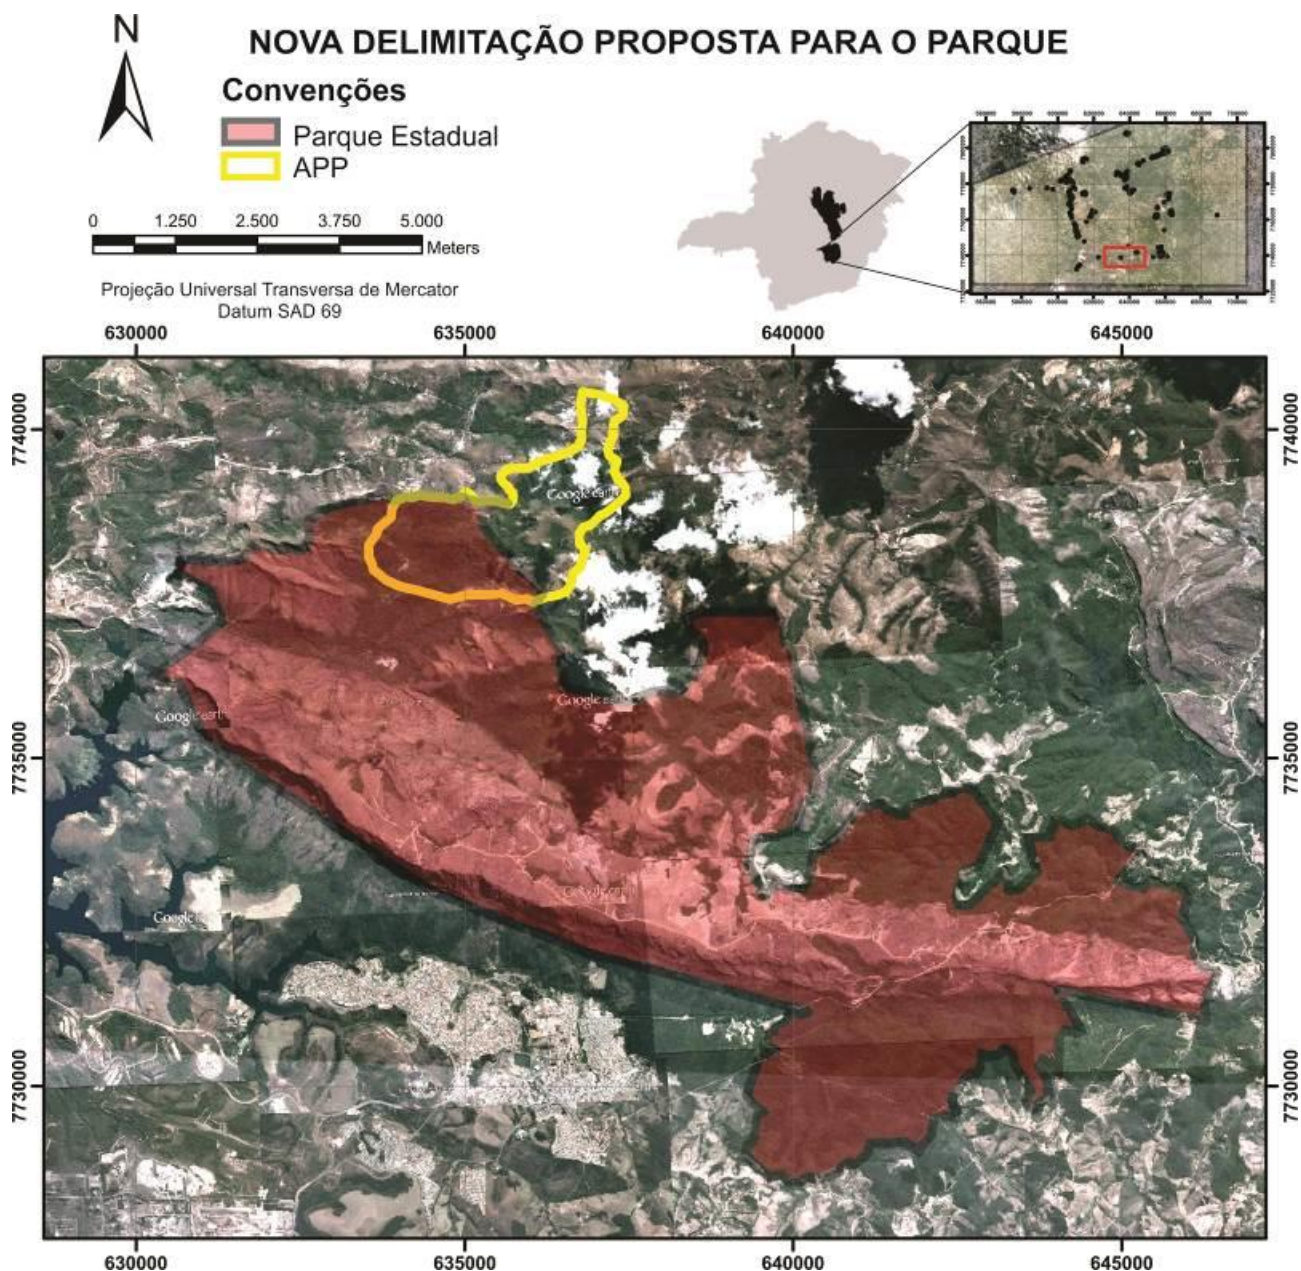 N
NOVA DELIMITAÇÃO PROPOSTA PARA O PARQUE
Convenções
Parque Estadual
APP
0 1.250 2.500 3.750 5.000
Meters
Projeção Universal Transversa de Mercator
Datum SAD 69
630000 635000 640000 645000
7740000 7740000
Google earth
Google earth
Google earth
7735000 7735000
Google earth
Google
7730000 7730000
630000 635000 640000 645000